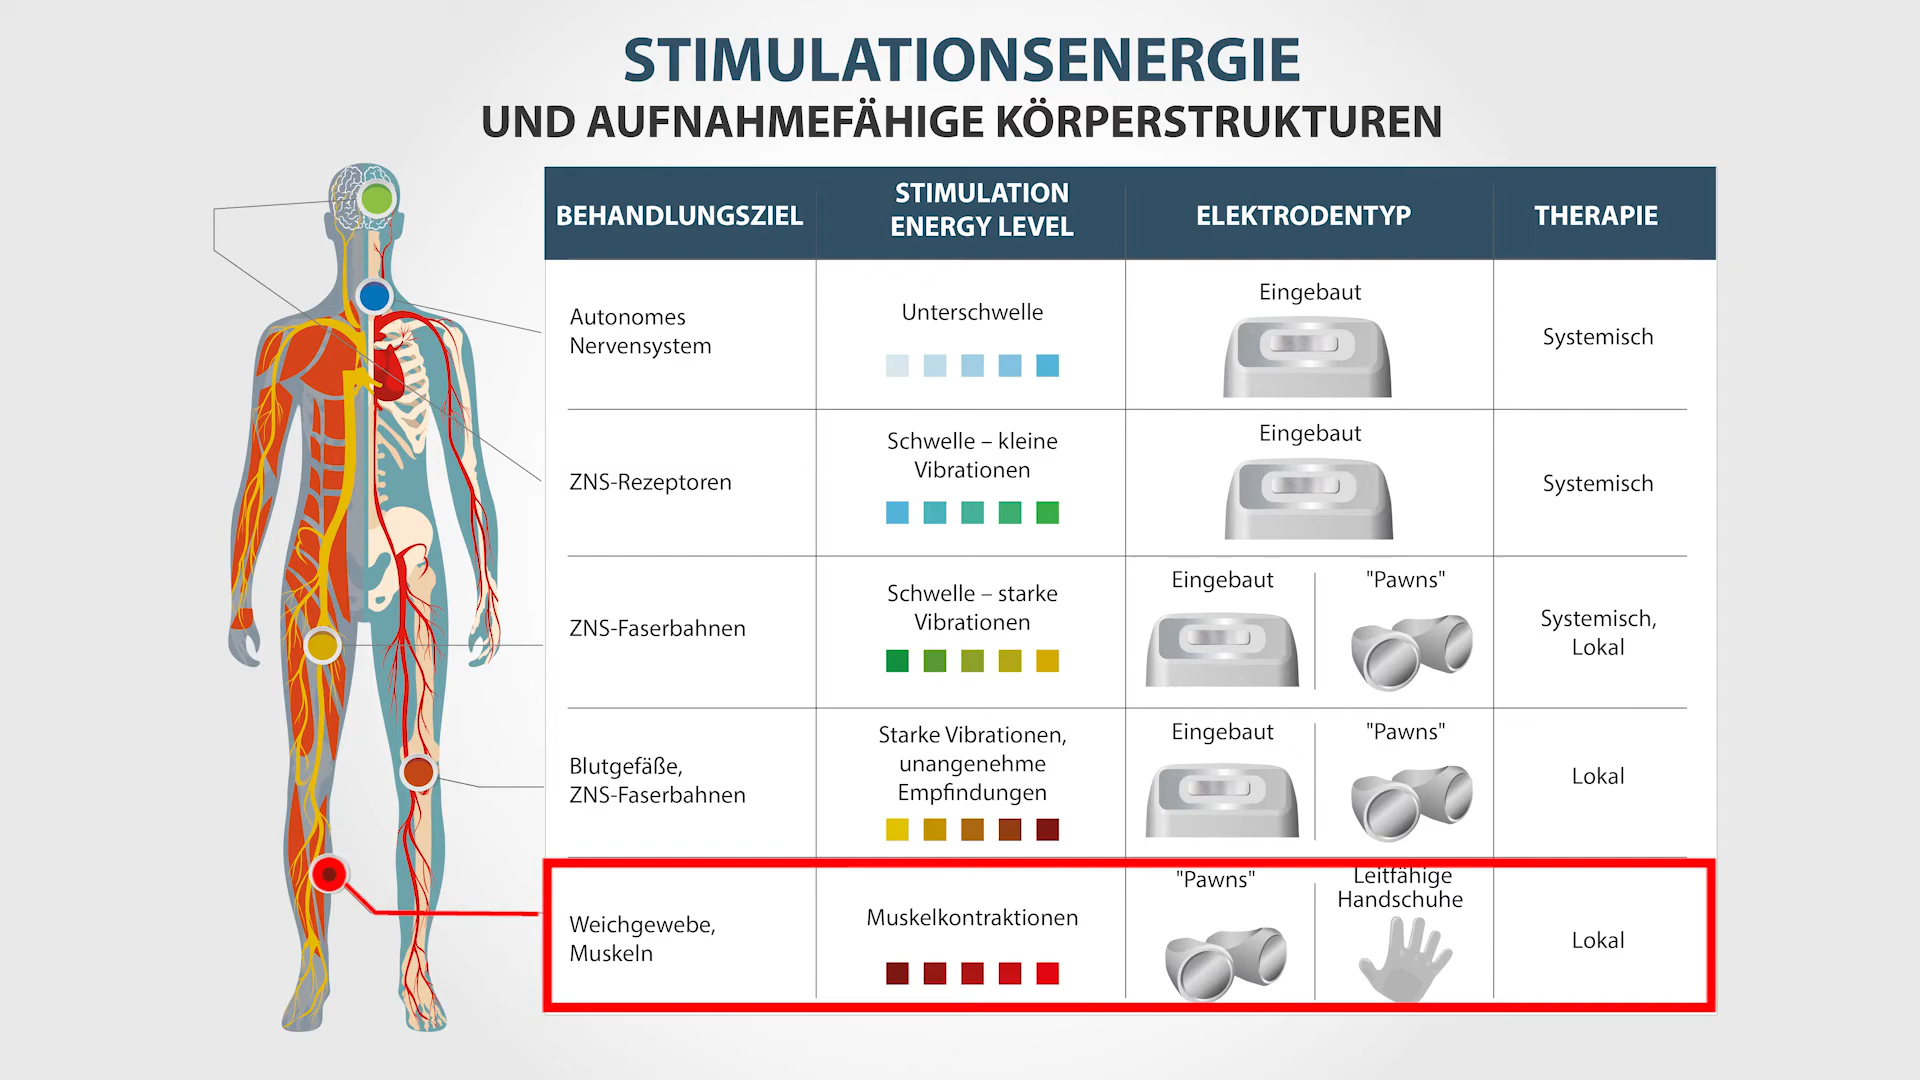 STIMULATIONSENERGIE
UND AUFNAHMEFÄHIGE KÖRPERSTRUKTUREN
BEHANDLUNGSZIEL
STIMULATION
ENERGY LEVEL
ELEKTRODENTYP
THERAPIE
Autonomes
Nervensystem
Unterschwelle
Eingebaut
Systemisch
ZNS-Rezeptoren
Schwelle – kleine
Vibrationen
Eingebaut
Systemisch
ZNS-Faserbahnen
Schwelle – starke
Vibrationen
Eingebaut
"Pawns"
Systemisch,
Lokal
Blutgefäße,
ZNS-Faserbahnen
Starke Vibrationen,
unangenehme
Empfindungen
Eingebaut
"Pawns"
Lokal
Weichgewebe,
Muskeln
Muskelkontraktionen
"Pawns"
Leitfähige
Handschuhe
Lokal